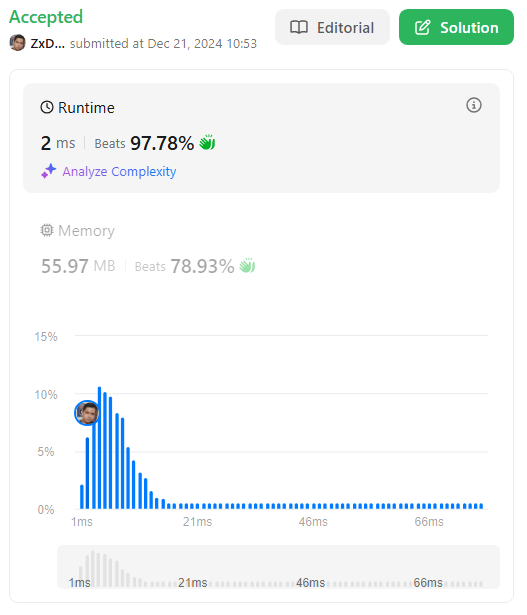 Accepted
Editorial
Solution
ZxD... submitted at Dec 21, 2024 10:53
Runtime
2 ms | Beats 97.78%
Analyze Complexity
Memory
55.97 MB | Beats 78.93%
15%
10%
5%
0%
1ms 21ms 46ms 66ms
1ms 21ms 46ms 66ms